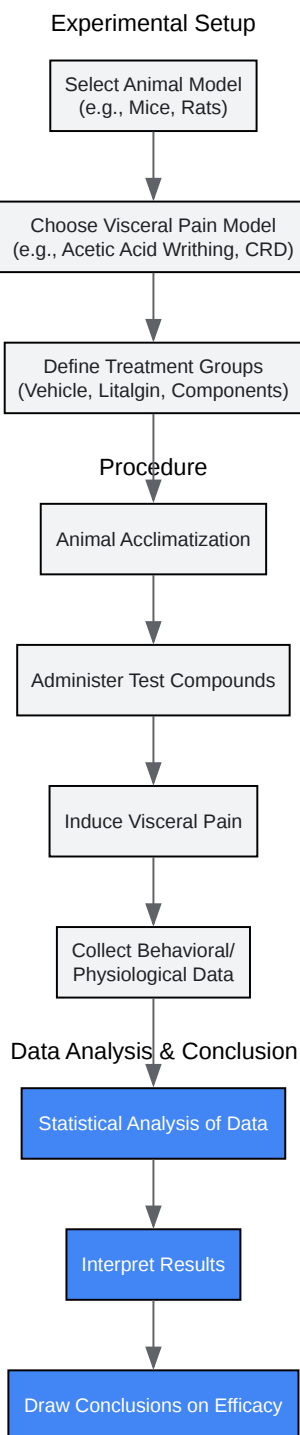 Experimental Setup
Select Animal Model
(e.g., Mice, Rats)
Choose Visceral Pain Model
(e.g., Acetic Acid Writhing, CRD)
Define Treatment Groups
(Vehicle, Litalgin, Components)
Procedure
Animal Acclimatization
Administer Test Compounds
Induce Visceral Pain
Collect Behavioral/
Physiological Data
Data Analysis & Conclusion
Statistical Analysis of Data
Interpret Results
Draw Conclusions on Efficacy